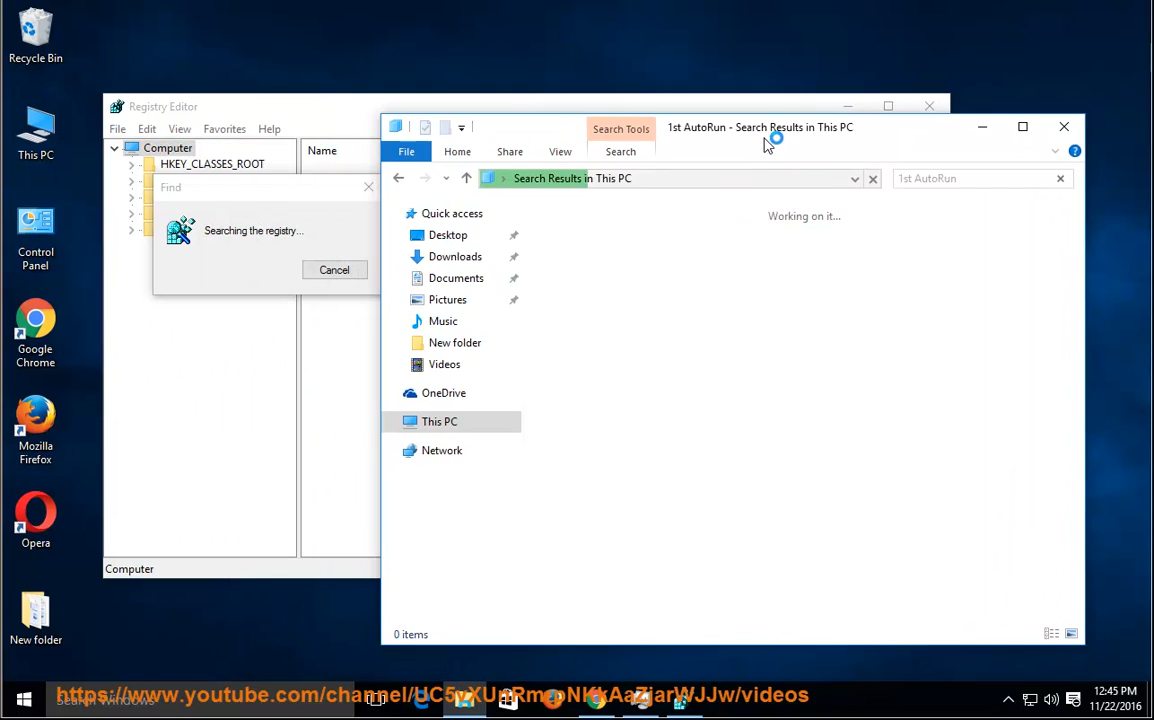 Recycle Bin
This PC
Control
Panel
Google
Chrome
Mozilla
Firefox
Opera
New folder
Registry Editor
File Edit View Favorites Help
Computer
HKEY_CLASSES_ROOT
Name
Find
Searching the registry...
Cancel
Computer
Search Tools
1st AutoRun - Search Results in This PC
File Home Share View Search
Search Results in This PC
1st AutoRun
Working on it...
Quick access
Desktop
Downloads
Documents
Pictures
Music
New folder
Videos
OneDrive
This PC
Network
0 items
Search Windows
12:45 PM
11/22/2016